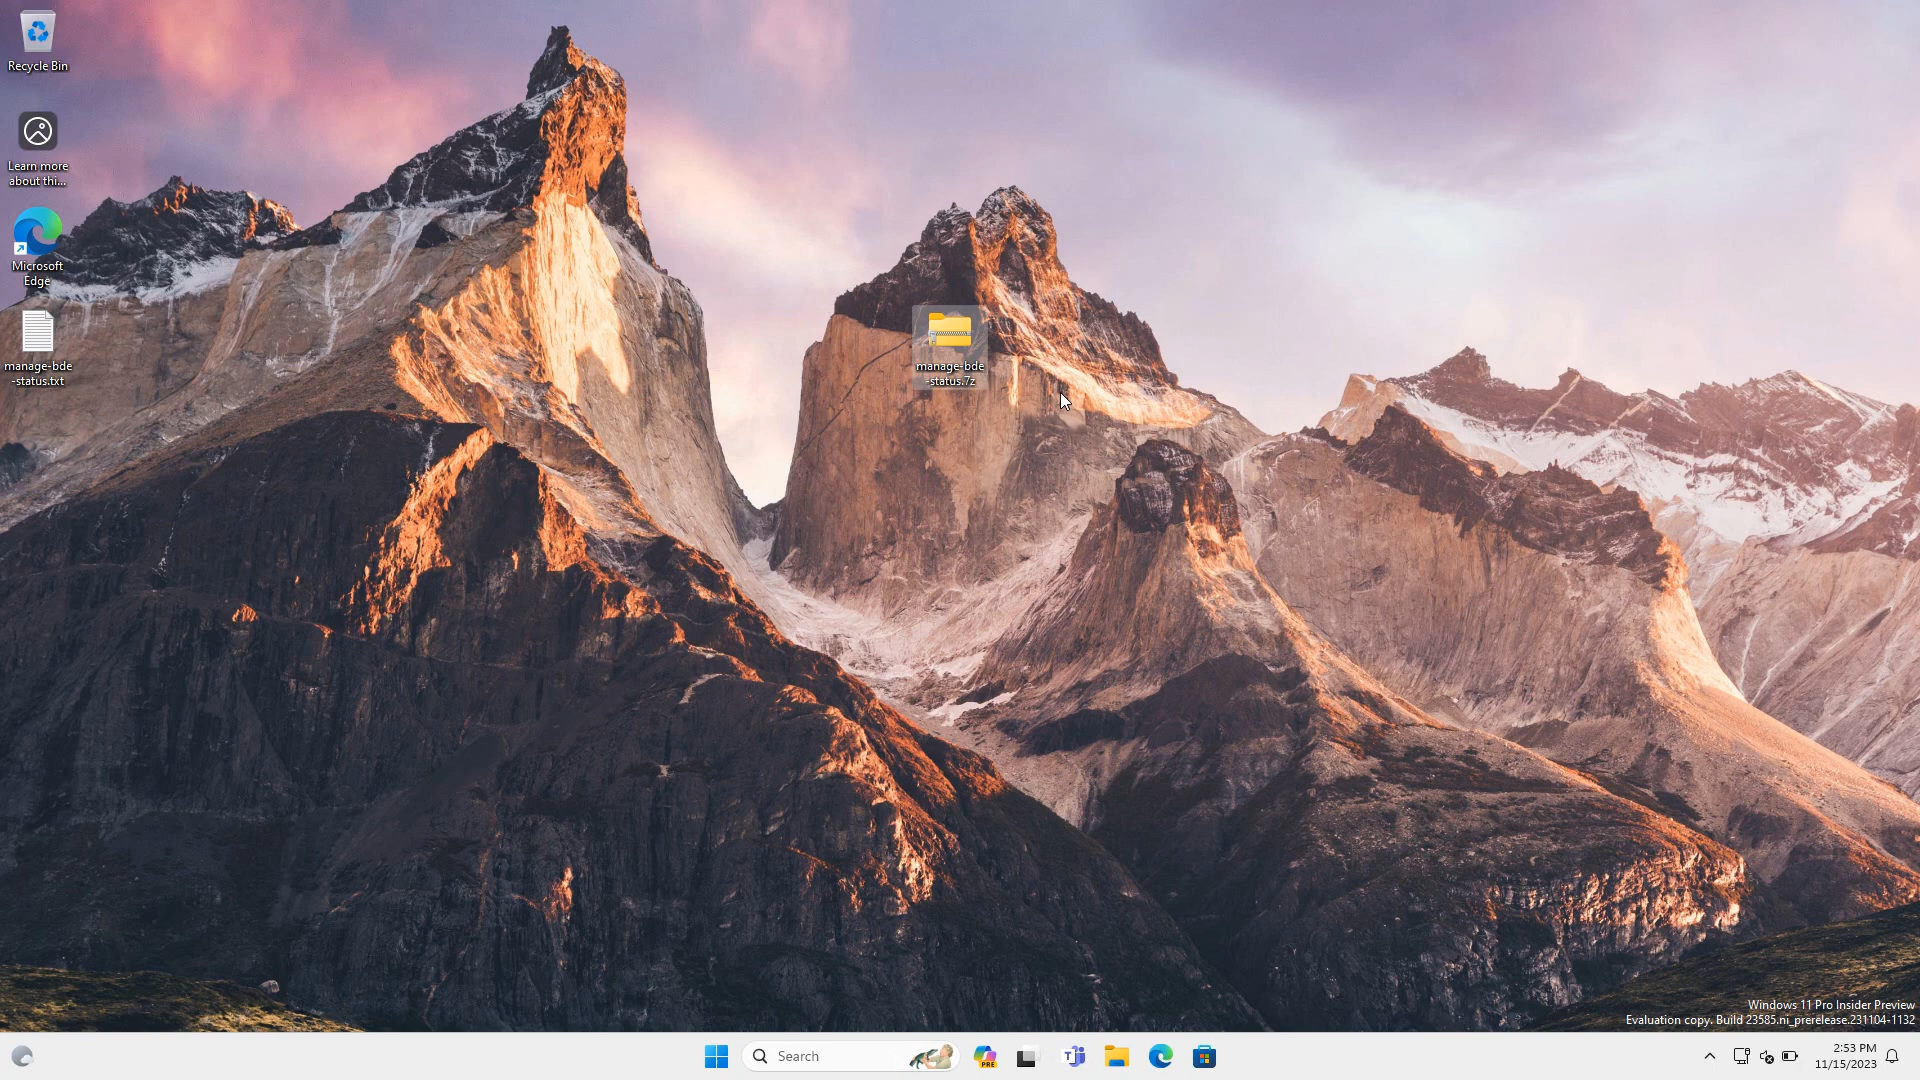 Recycle Bin
Learn more
about thi...
Microsoft
Edge
manage-bde
-status.txt
manage-bde
-status.7z
Windows 11 Pro Insider Preview
Evaluation copy. Build 23585.ni_prerelease.231104-1132
Search
PRE
T
2:53 PM
11/15/2023